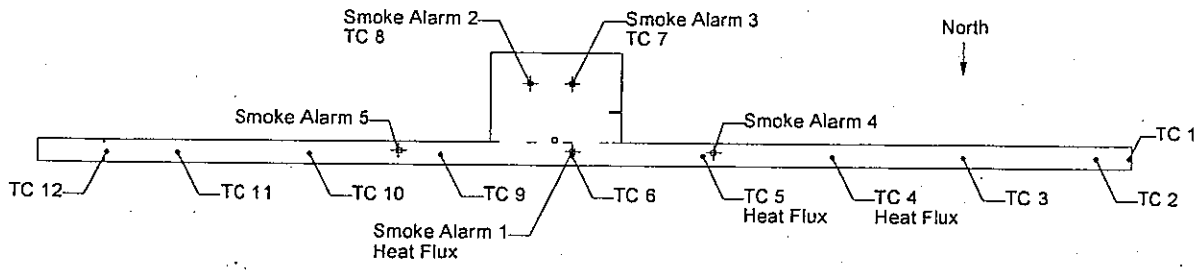 Smoke Alarm 2
TC 8
Smoke Alarm 3
TC 7
North
Smoke Alarm 5
Smoke Alarm 4
TC 1
TC 12
TC 11
TC 10
TC 9
TC 6
TC 5
Heat Flux
TC 4
Heat Flux
TC 3
TC 2
Smoke Alarm 1
Heat Flux